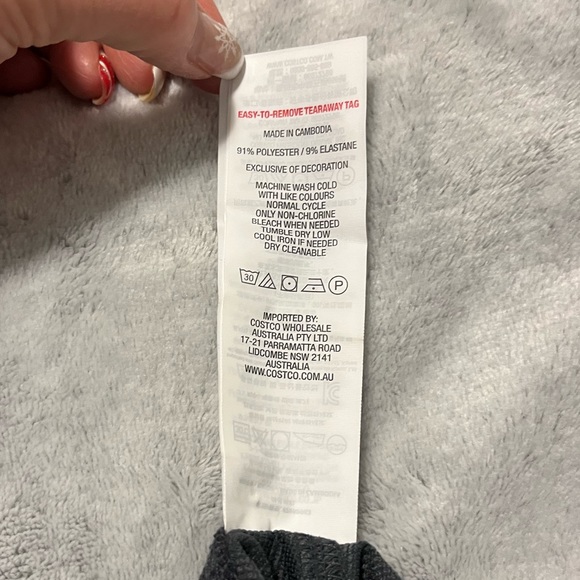 EASY-TO-REMOVE TEARAWAY TAG
MADE IN CAMBODIA
91% POLYESTER / 9% ELASTANE
EXCLUSIVE OF DECORATION
MACHINE WASH COLD
WITH LIKE COLOURS
NORMAL CYCLE
ONLY NON-CHLORINE
BLEACH WHEN NEEDED
TUMBLE DRY LOW
COOL IRON IF NEEDED
DRY CLEANABLE
30 P
IMPORTED BY:
COSTCO WHOLESALE
AUSTRALIA PTY LTD
17-21 PARRAMATTA ROAD
LIDCOMBE NSW 2141
AUSTRALIA
WWW.COSTCO.COM.AU